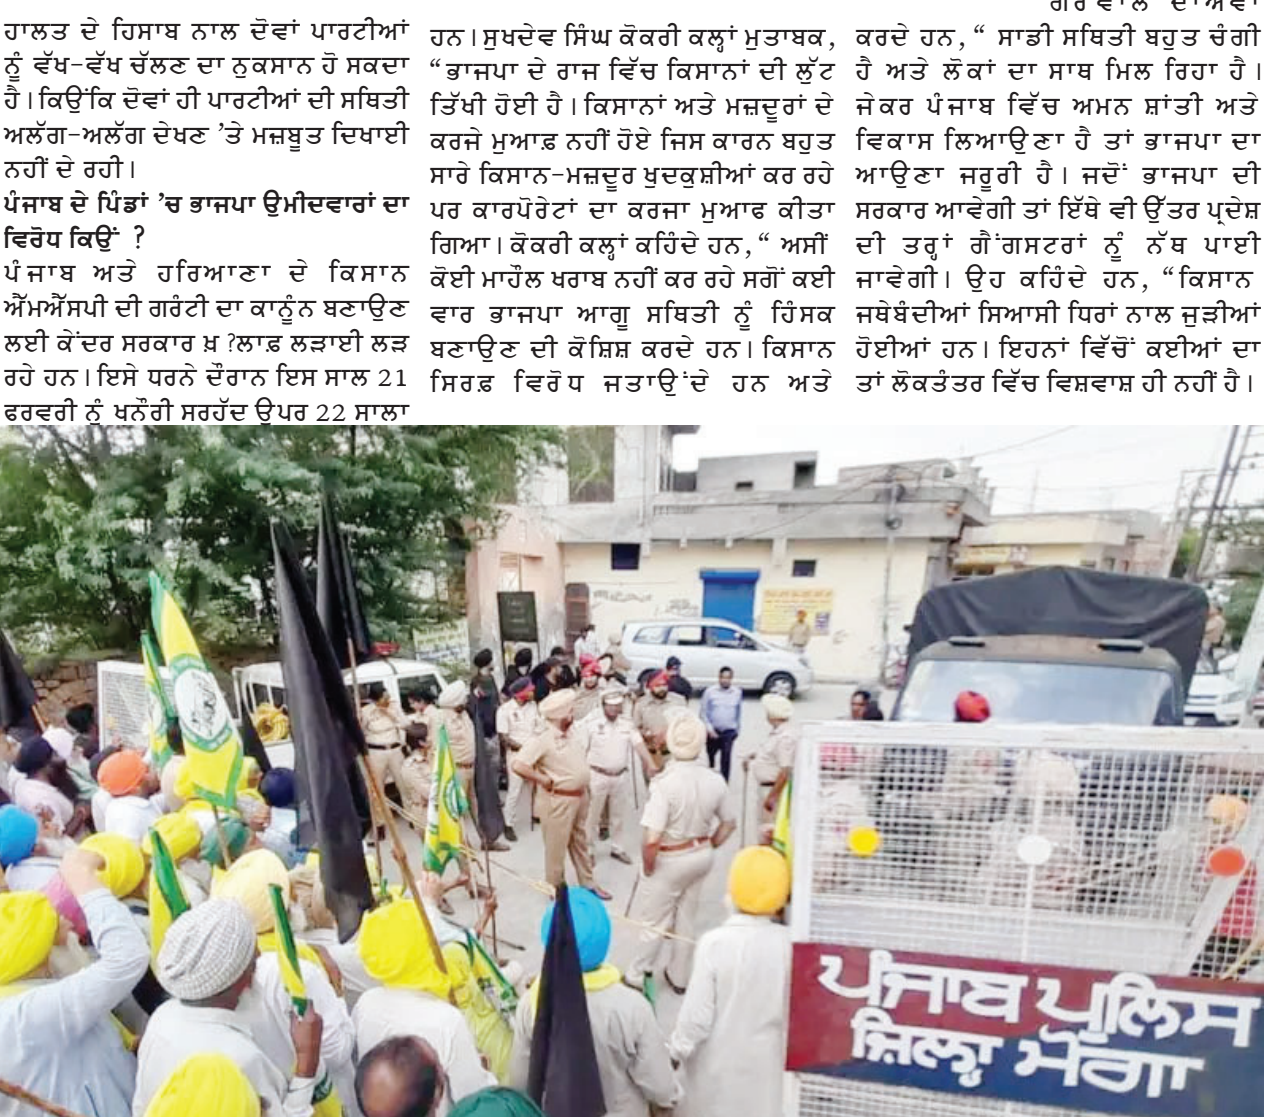 ਹਾਲਤ ਦੇ ਹਿਸਾਬ ਨਾਲ ਦੋਵਾਂ ਪਾਰਟੀਆਂ
ਨੂੰ ਵੱਖ-ਵੱਖ ਚੱਲਣ ਦਾ ਨੁਕਸਾਨ ਹੋ ਸਕਦਾ
ਹੈ। ਕਿਉਂਕਿ ਦੋਵਾਂ ਹੀ ਪਾਰਟੀਆਂ ਦੀ ਸਥਿਤੀ
ਅਲੱਗ-ਅਲੱਗ ਦੇਖਣ ’ਤੇ ਮਜ਼ਬੂਤ ਦਿਖਾਈ
ਨਹੀਂ ਦੇ ਰਹੀ।
ਪੰਜਾਬ ਦੇ ਪਿੰਡਾਂ ’ਚ ਭਾਜਪਾ ਉਮੀਦਵਾਰਾਂ ਦਾ
ਵਿਰੋਧ ਕਿਉਂ ?
ਪੰਜਾਬ ਅਤੇ ਹਰਿਆਣਾ ਦੇ ਕਿਸਾਨ
ਐੱਮਐੱਸਪੀ ਦੀ ਗਰੰਟੀ ਦਾ ਕਾਨੂੰਨ ਬਣਾਉਣ
ਲਈ ਕੇਂਦਰ ਸਰਕਾਰ ਖ਼ ?ਲਾਫ਼ ਲੜਾਈ ਲੜ
ਰਹੇ ਹਨ। ਇਸੇ ਧਰਨੇ ਦੌਰਾਨ ਇਸ ਸਾਲ 21
ਫਰਵਰੀ ਨੂੰ ਖਨੌਰੀ ਸਰਹੱਦ ਉਪਰ 22 ਸਾਲਾ
ਹਨ। ਸੁਖਦੇਵ ਸਿੰਘ ਕੋਕਰੀ ਕਲ੍ਹਾਂ ਮੁਤਾਬਕ,
“ਭਾਜਪਾ ਦੇ ਰਾਜ ਵਿੱਚ ਕਿਸਾਨਾਂ ਦੀ ਲੁੱਟ
ਤਿੱਖੀ ਹੋਈ ਹੈ। ਕਿਸਾਨਾਂ ਅਤੇ ਮਜ਼ਦੂਰਾਂ ਦੇ
ਕਰਜੇ ਮੁਆਫ਼ ਨਹੀਂ ਹੋਏ ਜਿਸ ਕਾਰਨ ਬਹੁਤ
ਸਾਰੇ ਕਿਸਾਨ-ਮਜ਼ਦੂਰ ਖੁਦਕੁਸ਼ੀਆਂ ਕਰ ਰਹੇ
ਪਰ ਕਾਰਪੋਰੇਟਾਂ ਦਾ ਕਰਜਾ ਮੁਆਫ ਕੀਤਾ
ਗਿਆ। ਕੋਕਰੀ ਕਲ੍ਹਾਂ ਕਹਿੰਦੇ ਹਨ, “ ਅਸੀਂ
ਕੋਈ ਮਾਹੌਲ ਖਰਾਬ ਨਹੀਂ ਕਰ ਰਹੇ ਸਗੋਂ ਕਈ
ਵਾਰ ਭਾਜਪਾ ਆਗੂ ਸਥਿਤੀ ਨੂੰ ਹਿੰਸਕ
ਬਣਾਉਣ ਦੀ ਕੋਸ਼ਿਸ਼ ਕਰਦੇ ਹਨ। ਕਿਸਾਨ
ਸਿਰਫ਼ ਵਿਰੋਧ ਜਤਾਉਂਦੇ ਹਨ ਅਤੇ
ਕਰਦੇ ਹਨ, “ ਸਾਡੀ ਸਥਿਤੀ ਬਹੁਤ ਚੰਗੀ
ਹੈ ਅਤੇ ਲੋਕਾਂ ਦਾ ਸਾਥ ਮਿਲ ਰਿਹਾ ਹੈ।
ਜੇਕਰ ਪੰਜਾਬ ਵਿੱਚ ਅਮਨ ਸ਼ਾਂਤੀ ਅਤੇ
ਵਿਕਾਸ ਲਿਆਉਣਾ ਹੈ ਤਾਂ ਭਾਜਪਾ ਦਾ
ਆਉਣਾ ਜਰੂਰੀ ਹੈ। ਜਦੋਂ ਭਾਜਪਾ ਦੀ
ਸਰਕਾਰ ਆਵੇਗੀ ਤਾਂ ਇੱਥੇ ਵੀ ਉੱਤਰ ਪ੍ਰਦੇਸ਼
ਦੀ ਤਰ੍ਹਾਂ ਗੈਂਗਸਟਰਾਂ ਨੂੰ ਨੱਥ ਪਾਈ
ਜਾਵੇਗੀ। ਉਹ ਕਹਿੰਦੇ ਹਨ, “ਕਿਸਾਨ
ਜਥੇਬੰਦੀਆਂ ਸਿਆਸੀ ਧਿਰਾਂ ਨਾਲ ਜੁੜੀਆਂ
ਹੋਈਆਂ ਹਨ। ਇਹਨਾਂ ਵਿੱਚੋਂ ਕਈਆਂ ਦਾ
ਤਾਂ ਲੋਕਤੰਤਰ ਵਿੱਚ ਵਿਸ਼ਵਾਸ਼ ਹੀ ਨਹੀਂ ਹੈ।
ਪੰਜਾਬ ਪੁਲਿਸ
ਜ਼ਿਲ੍ਹਾ ਮੋਗਾ